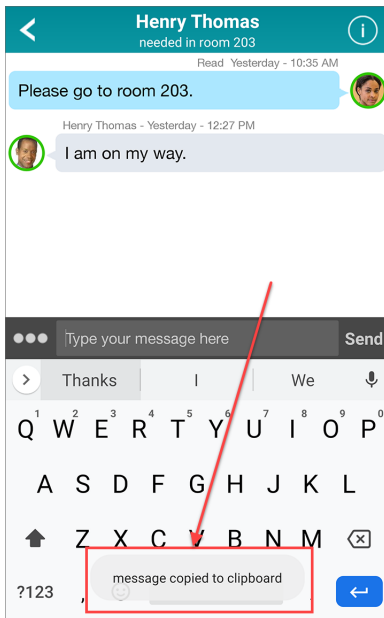 Henry Thomas
needed in room 203
Read Yesterday - 10:35 AM
Please go to room 203.
Henry Thomas - Yesterday - 12:27 PM
I am on my way.
Type your message here
Send
Thanks I We
1 2 3 4 5 6 7 8 9 0
Q W E R T Y U I O P
A S D F G H J K L
Z X C V B N M
message copied to clipboard
?123 , .